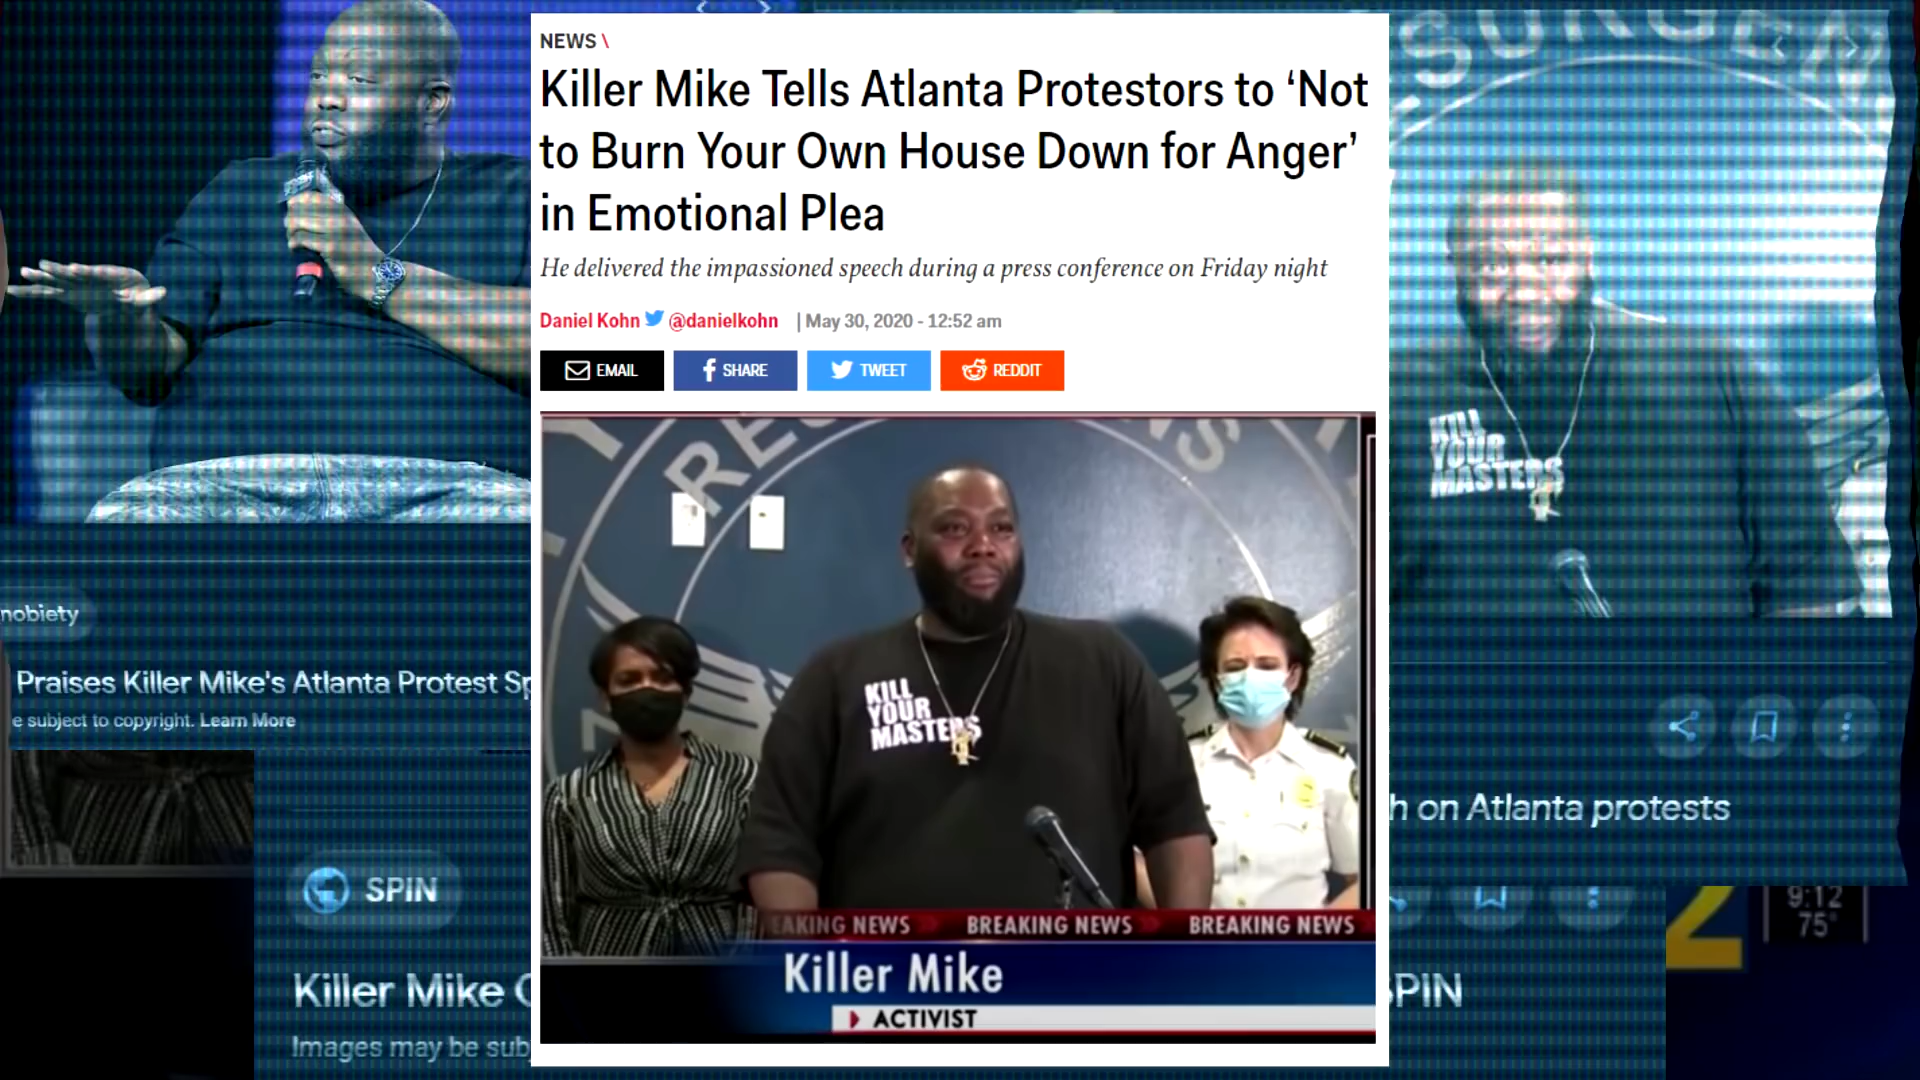 NEWS \
Killer Mike Tells Atlanta Protestors to ‘Not
to Burn Your Own House Down for Anger’
in Emotional Plea
He delivered the impassioned speech during a press conference on Friday night
Daniel Kohn @danielkohn | May 30, 2020 - 12:52 am
EMAIL SHARE TWEET REDDIT
KILL
YOUR
MASTERS
EAKING NEWS BREAKING NEWS BREAKING NEWS
Killer Mike
ACTIVIST
nobiety
Praises Killer Mike's Atlanta Protest Sp
e subject to copyright. Learn More
SPIN
Killer Mike
Images may be sub
SURGEN
KILL
YOUR
MASTERS
h on Atlanta protests
2
9:12
75°
SPIN